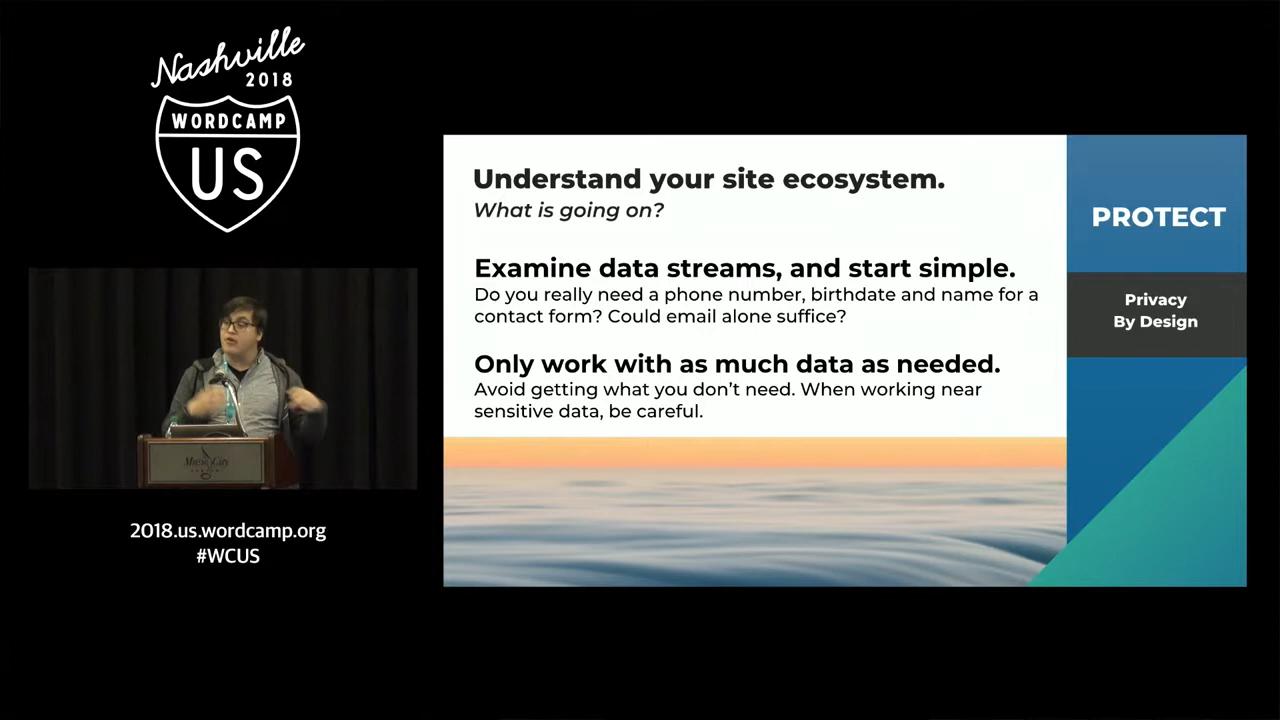 Nashville
2018
WORDCAMP
US
2018.us.wordcamp.org
#WCUS
Understand your site ecosystem.
What is going on?
Examine data streams, and start simple.
Do you really need a phone number, birthdate and name for a
contact form? Could email alone suffice?
Only work with as much data as needed.
Avoid getting what you don’t need. When working near
sensitive data, be careful.
PROTECT
Privacy
By Design
Music City